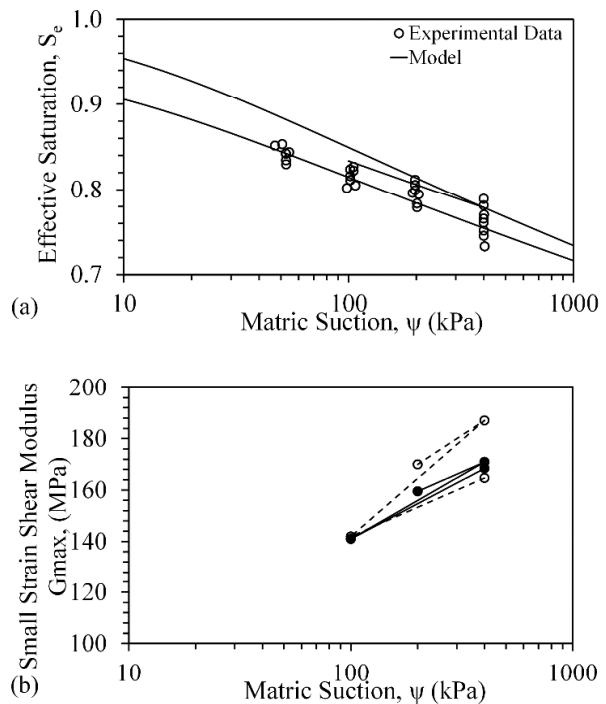 1.0
0.9
0.8
0.7
Effective Saturation, Se
Experimental Data
Model
10
100
1000
Matric Suction, ψ (kPa)
(a)
200
180
160
140
120
100
Small Strain Shear Modulus
Gmax, (MPa)
10
100
1000
Matric Suction, ψ (kPa)
(b)